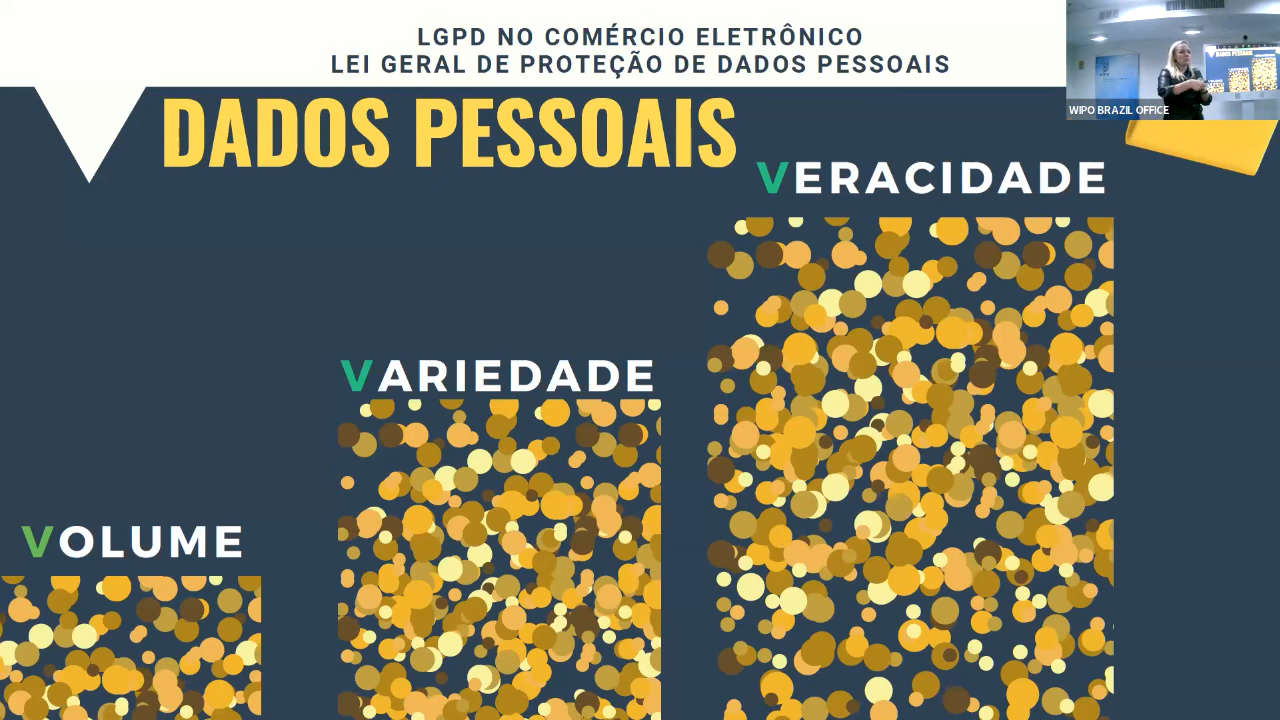 LGPD NO COMÉRCIO ELETRÔNICO
LEI GERAL DE PROTEÇÃO DE DADOS PESSOAIS
WIPO BRAZIL OFFICE
DADOS PESSOAIS
VERACIDADE
VARIEDADE
VOLUME